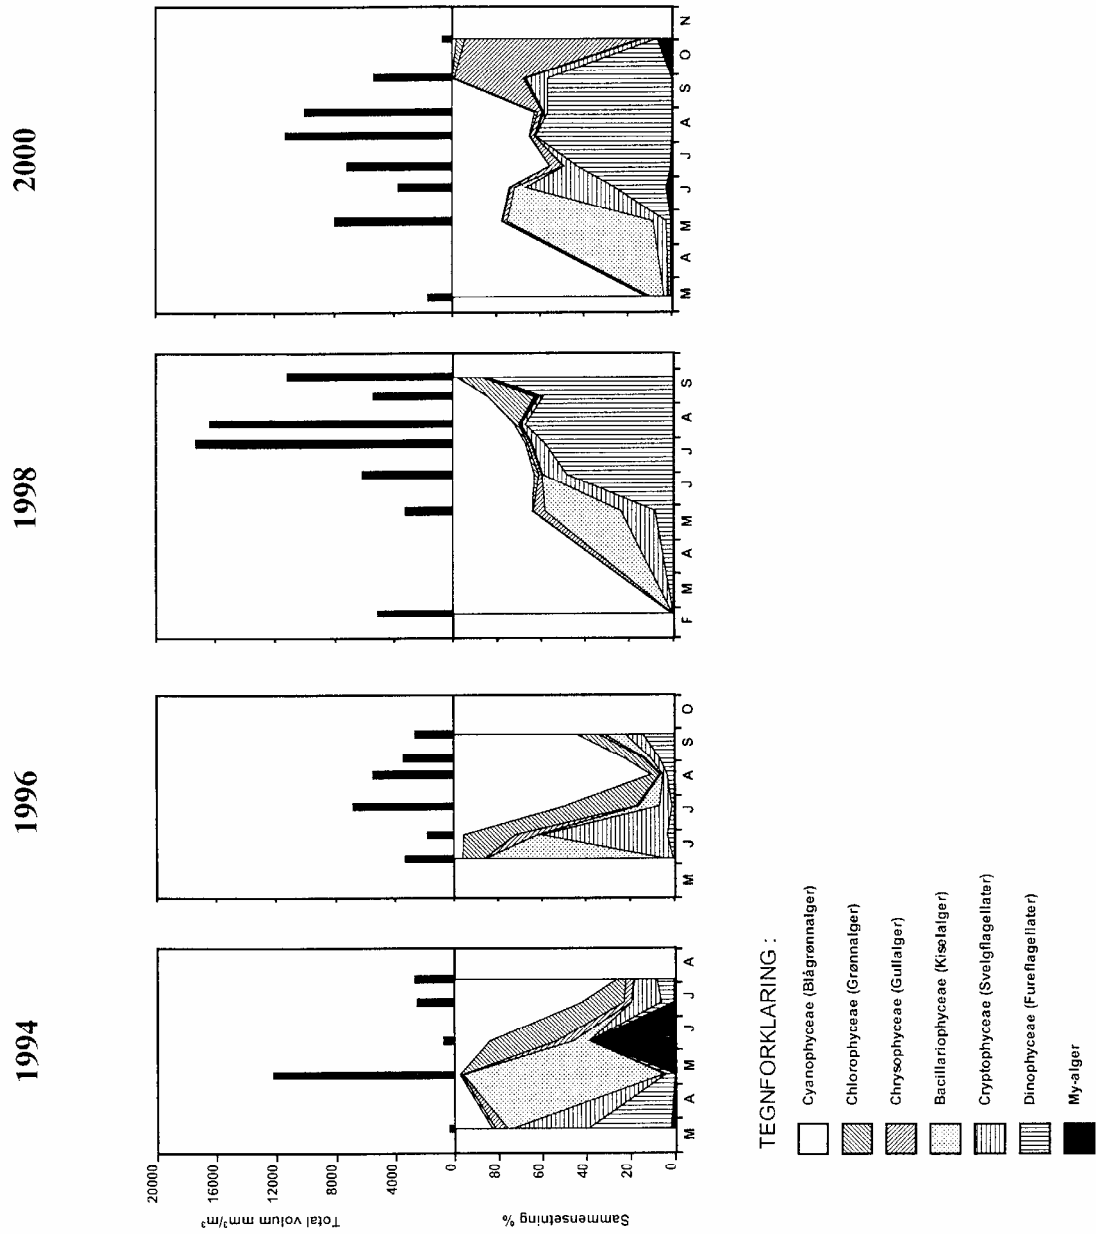 1994
1996
1998
2000
Total volum mm³/m³
20000
16000
12000
8000
4000
0
Sammensetning %
80
60
40
20
0
M A M J J A
M J J A S O
F M A M J J A S
M A M J J A S O N
TEGNFORKLARING :
Cyanophyceae (Blågrønnalger)
Chlorophyceae (Grønnalger)
Chrysophyceae (Gullalger)
Bacillariophyceae (Kiselalger)
Cryptophyceae (Svelgflagellater)
Dinophyceae (Fureflagellater)
My-alger